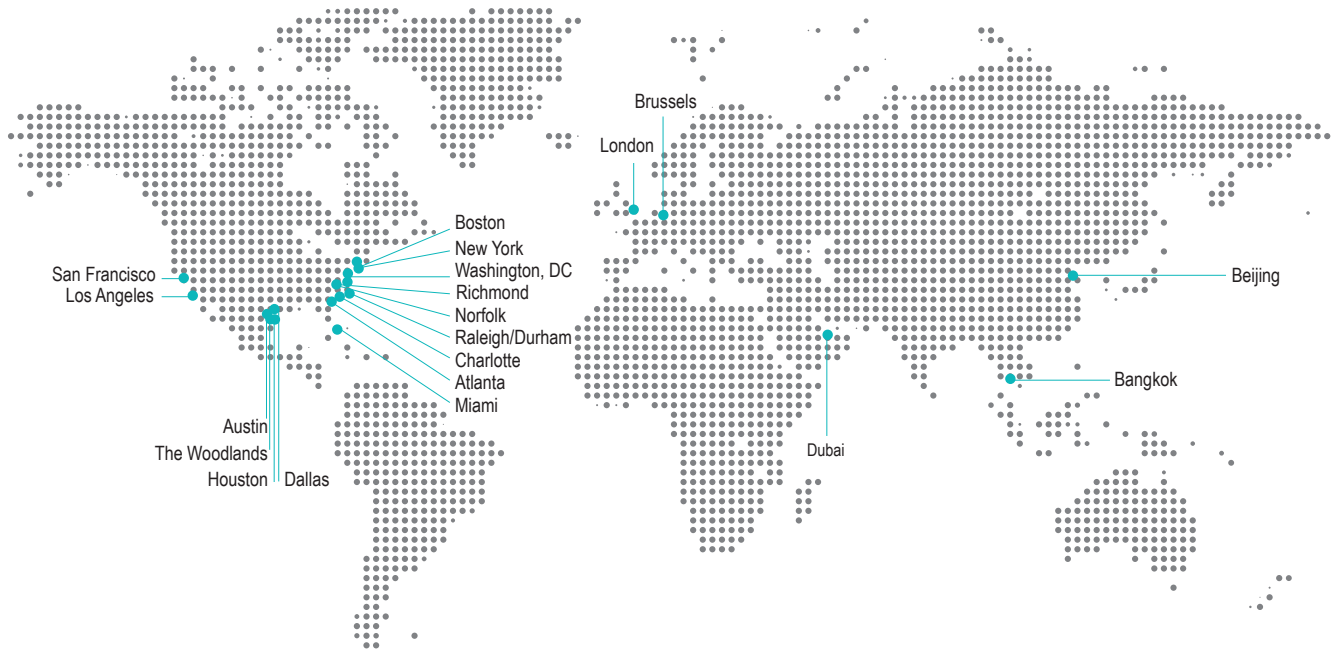 Brussels
London
Boston
New York
Washington, DC
San Francisco
Richmond
Los Angeles
Norfolk
Raleigh/Durham
Charlotte
Atlanta
Miami
Beijing
Bangkok
Austin
The Woodlands
Houston
Dallas
Dubai